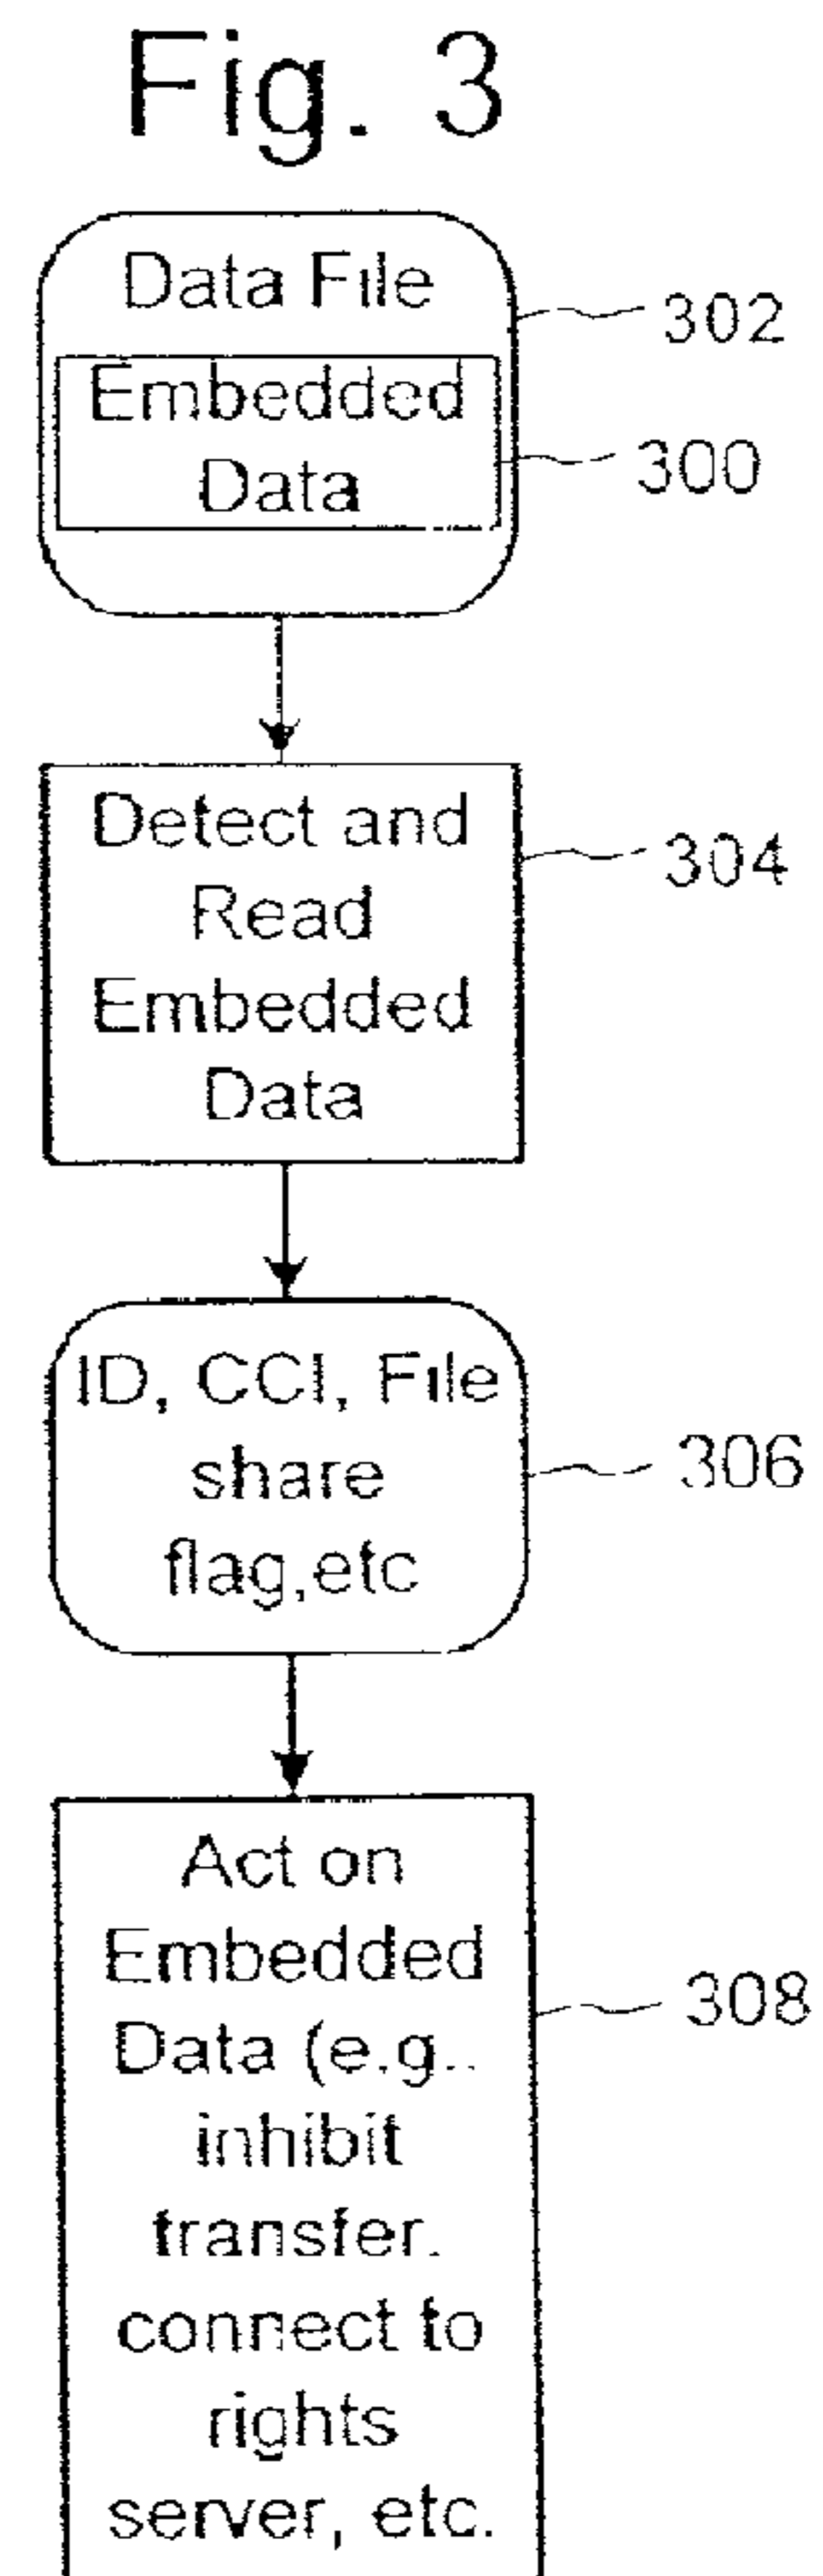 Fig. 3
Data File
302
Embedded
300
Data
Detect and
304
Read
Embedded
Data
ID, CCI, File
share
306
flag,etc
Act on
Embedded
308
Data (e.g..
inhibit
transfer.
connect to
rights
server, etc.